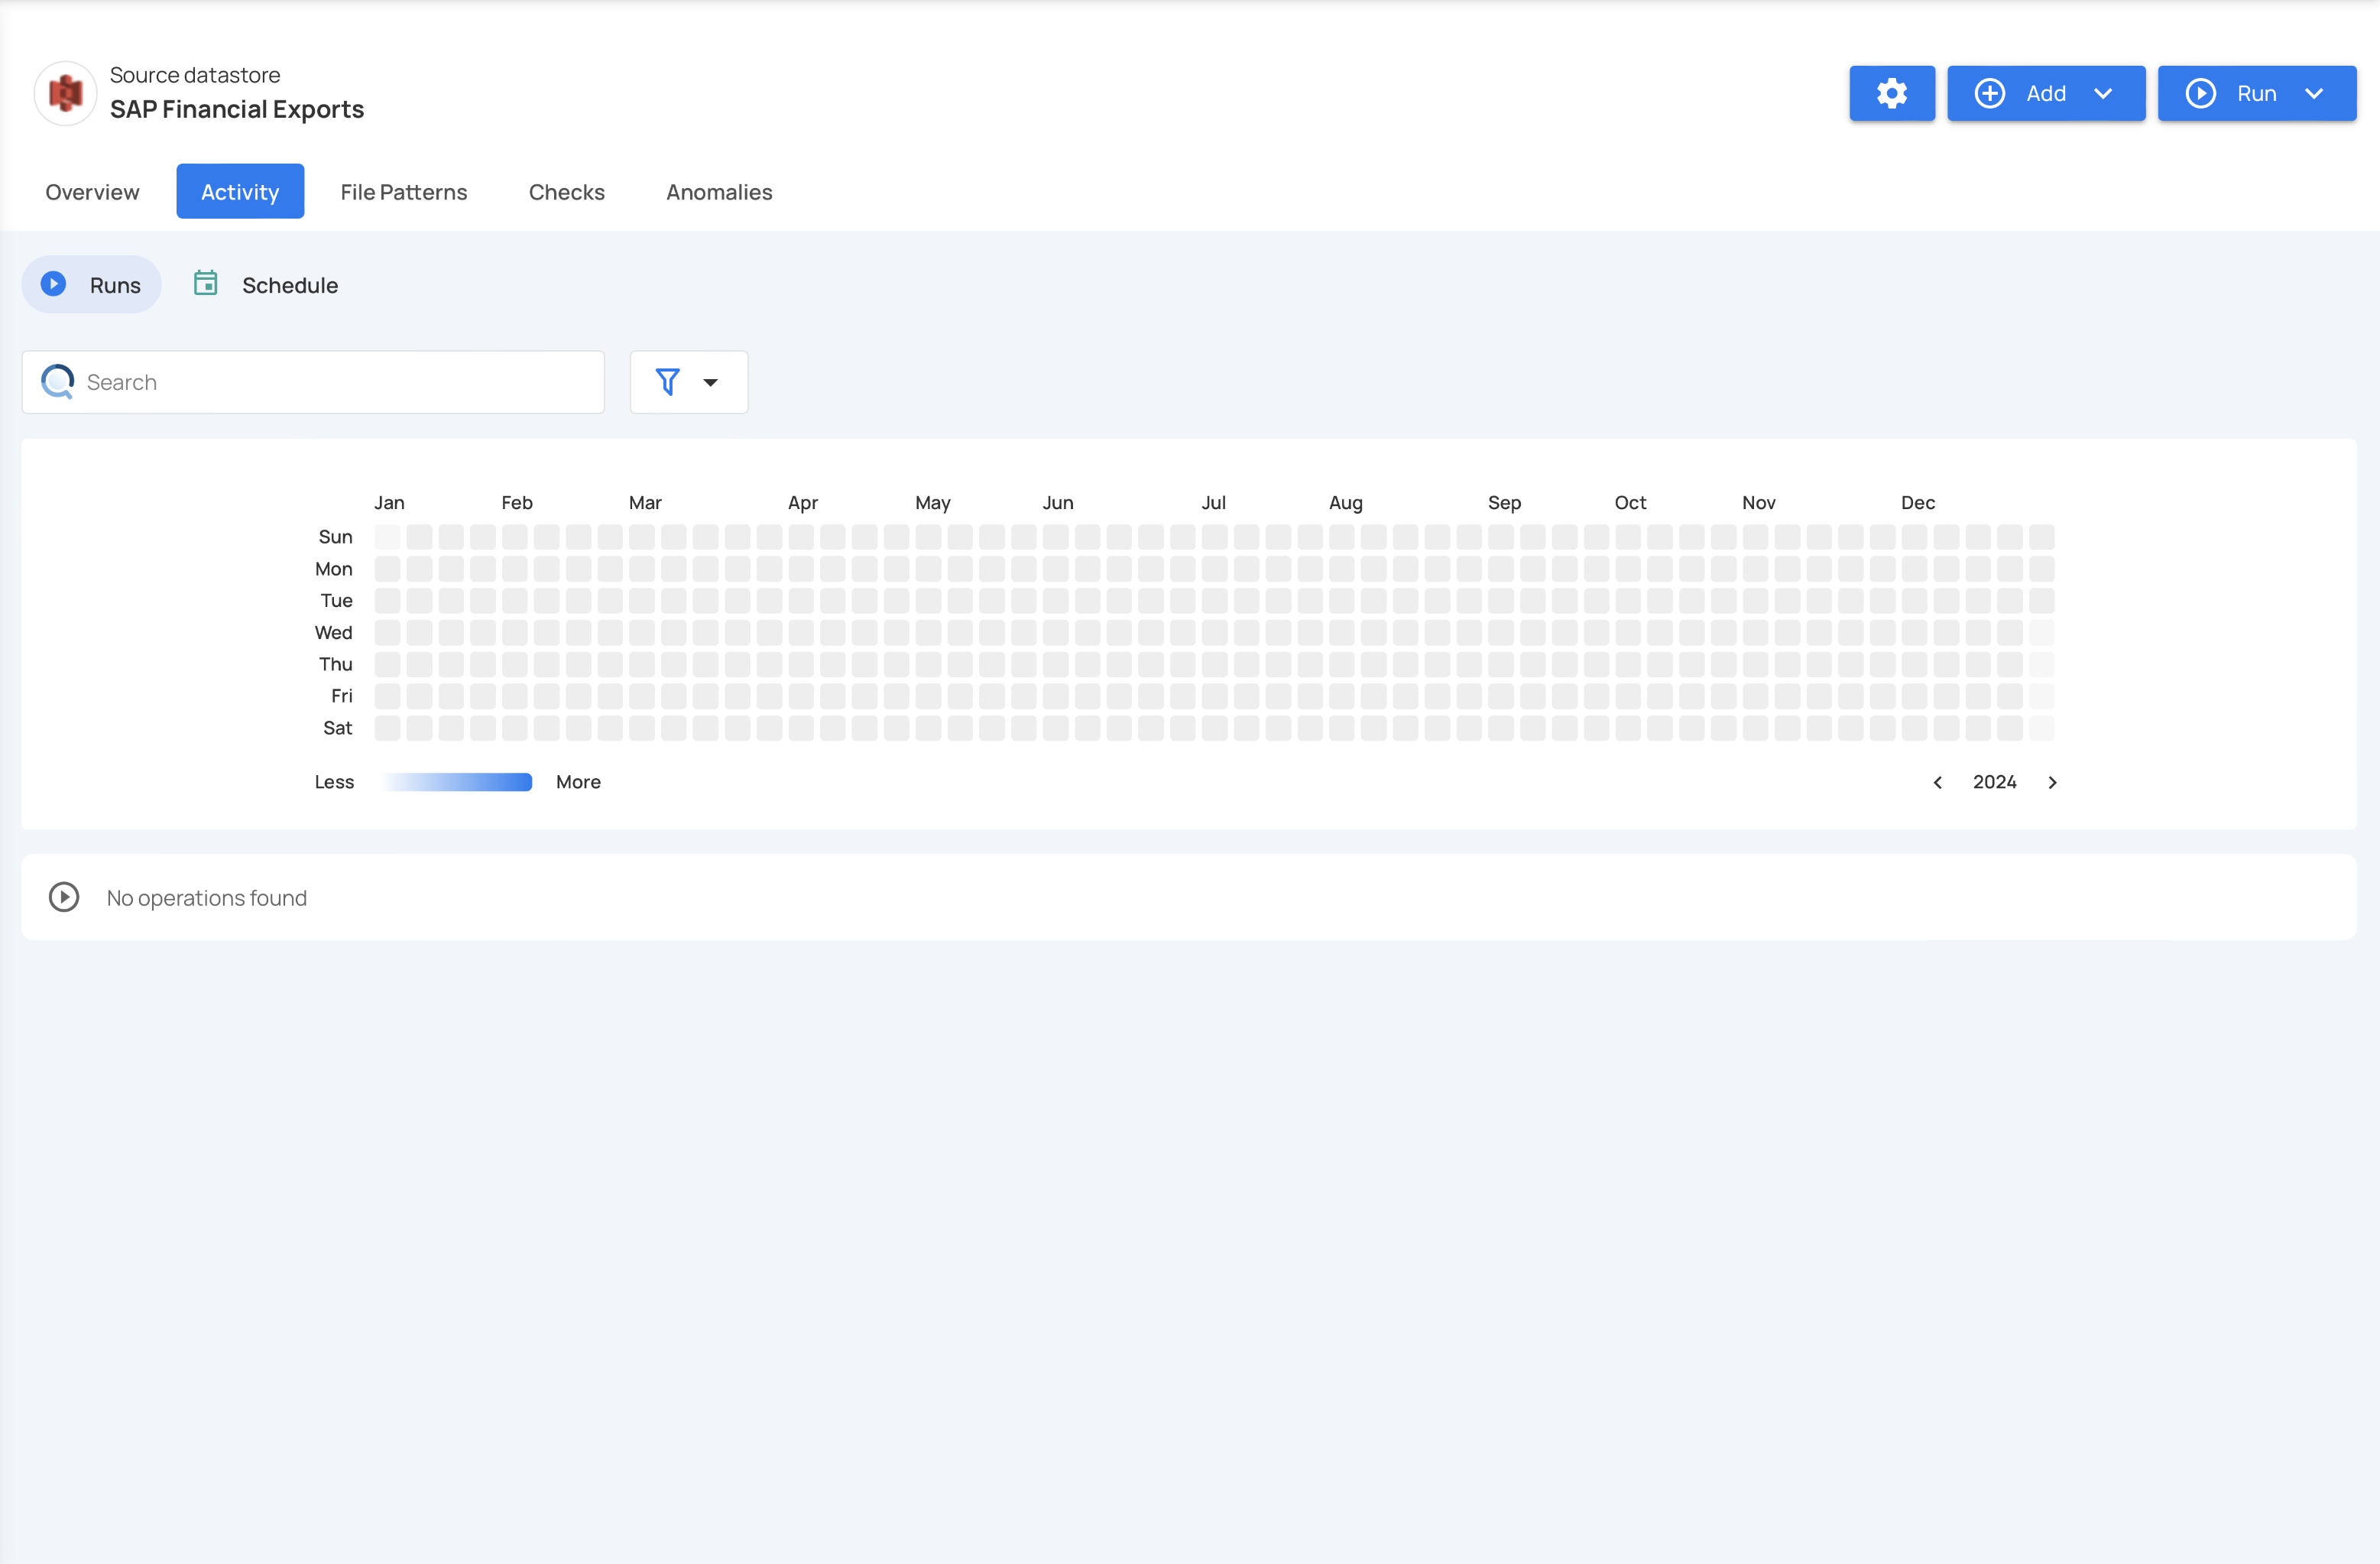 Source datastore
SAP Financial Exports
Add
Run
Overview
Activity
File Patterns
Checks
Anomalies
Runs
Schedule
Search
Jan Feb Mar Apr May Jun Jul Aug Sep Oct Nov Dec
Sun
Mon
Tue
Wed
Thu
Fri
Sat
Less
More
2024
No operations found